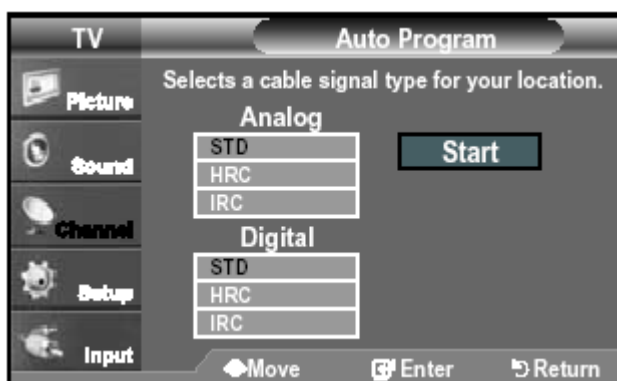 TV
Auto Program
Picture
Sound
Channel
Setup
Input
Selects a cable signal type for your location.
Analog
STD
HRC
IRC
Start
Digital
STD
HRC
IRC
Move Enter Return